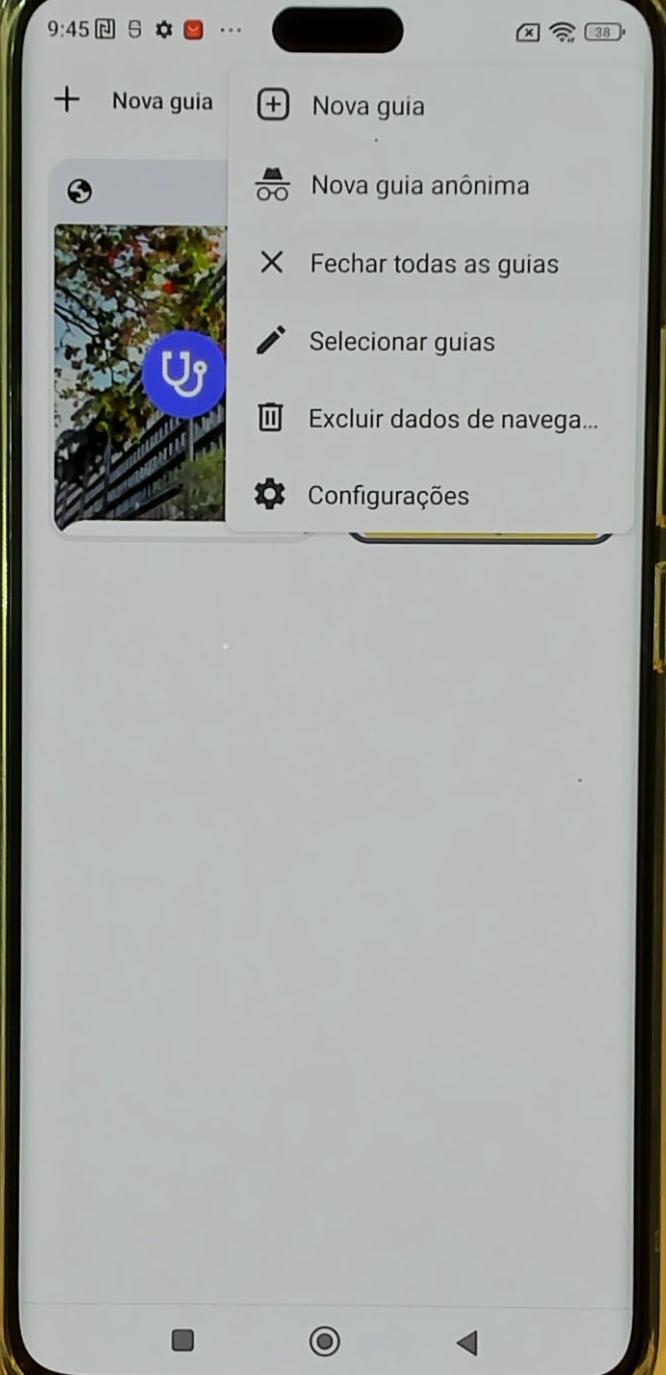 9:45
38
Nova guia
Nova guia
Nova guia anônima
Fechar todas as guias
Selecionar guias
Excluir dados de navega...
Configurações